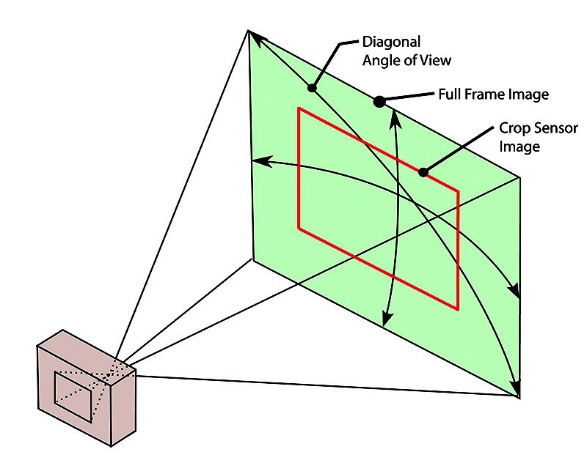 Diagonal
Angle of View
Full Frame Image
Crop Sensor
Image